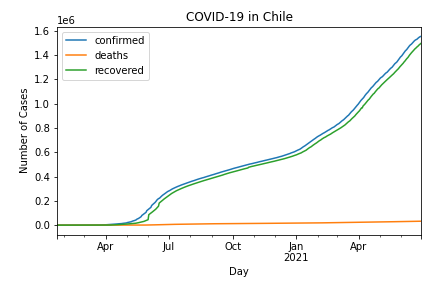 COVID-19 in Chile
1e6
confirmed
deaths
recovered
1.6
1.4
1.2
1.0
0.8
0.6
0.4
0.2
0.0
Number of Cases
Apr
Jul
Oct
Jan
2021
Apr
Day